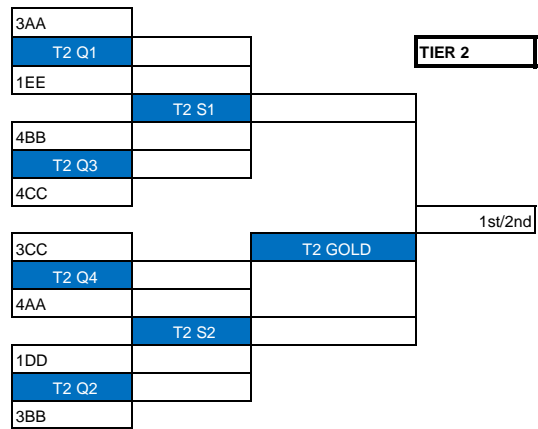 3AA
T2 Q1
TIER 2
1EE
T2 S1
4BB
T2 Q3
4CC
1st/2nd
3CC
T2 GOLD
T2 Q4
4AA
T2 S2
1DD
T2 Q2
3BB